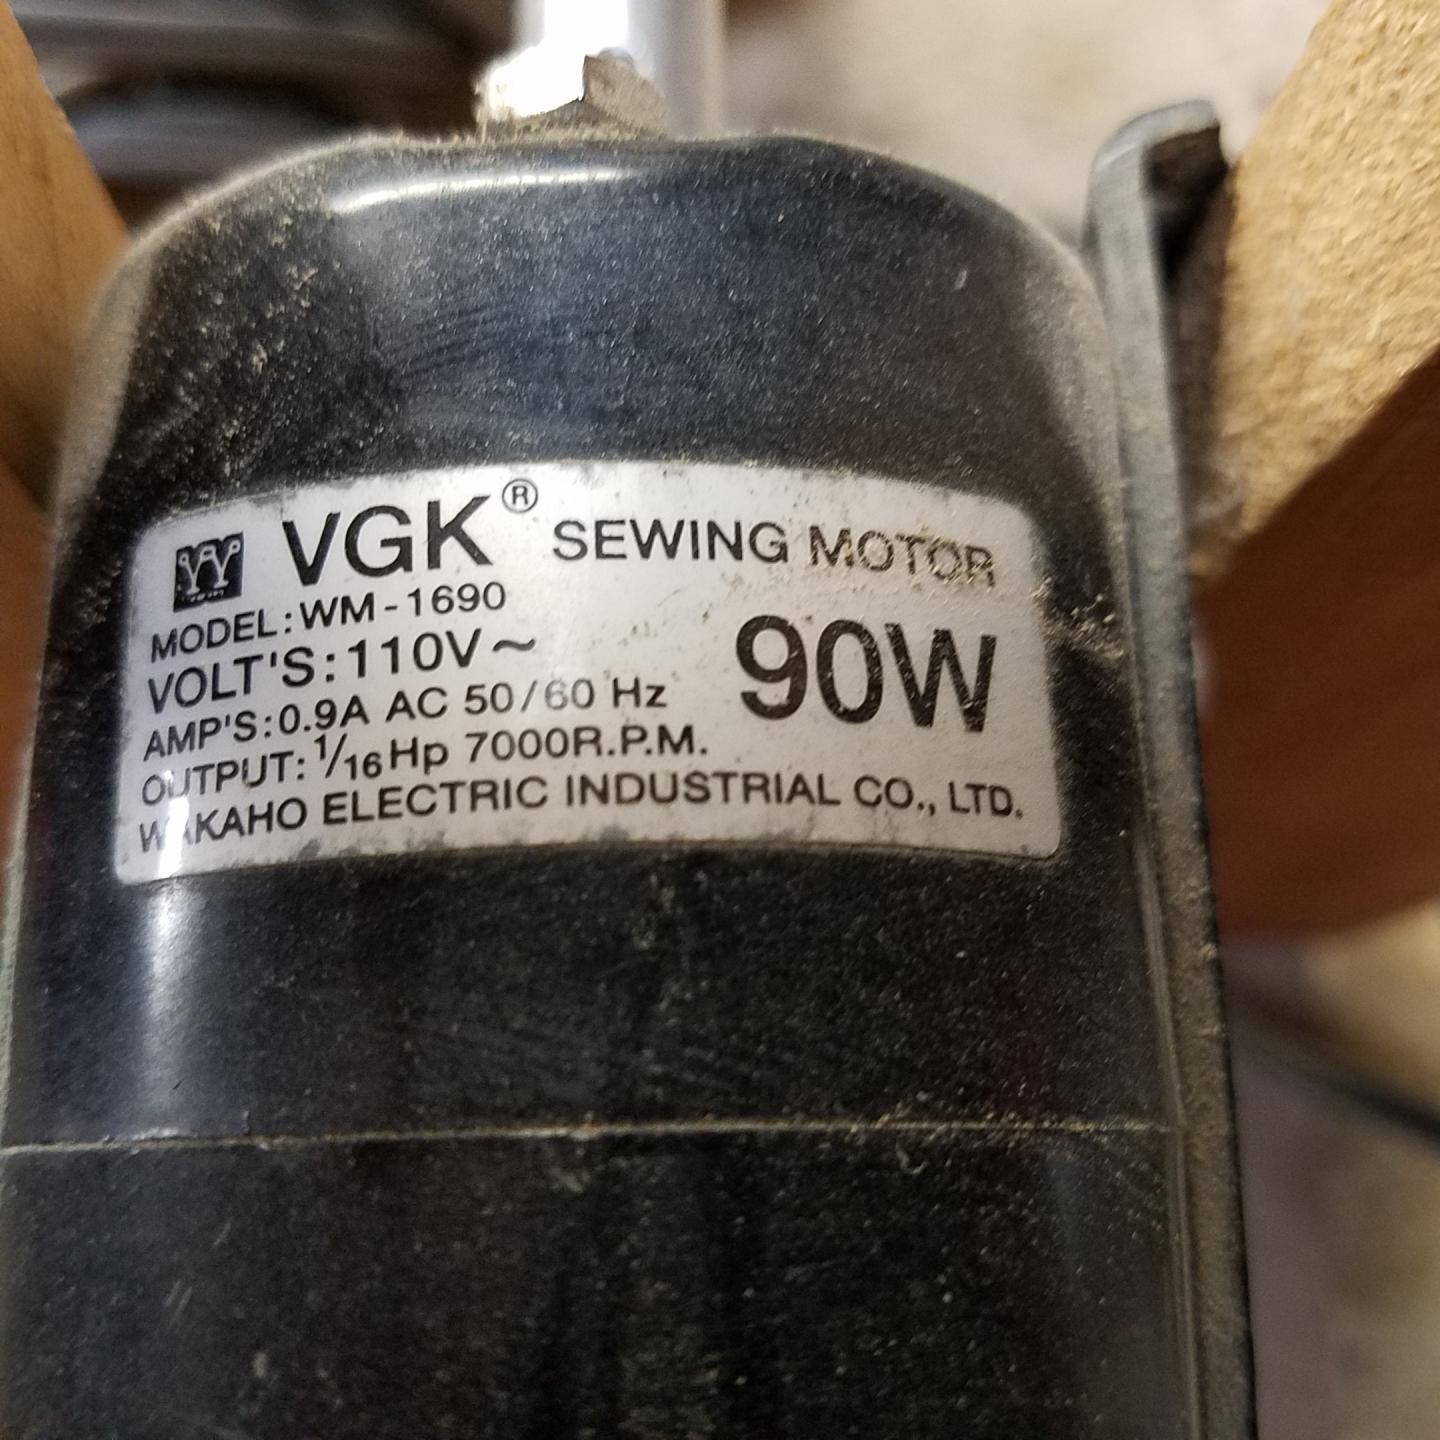 VGK® SEWING MOTOR
MODEL: WM-1690
VOLT'S: 110V~
90W
AMP'S: 0.9A AC 50/60 Hz
OUTPUT: 1/16 Hp 7000R.P.M.
WAKAHO ELECTRIC INDUSTRIAL CO., LTD.